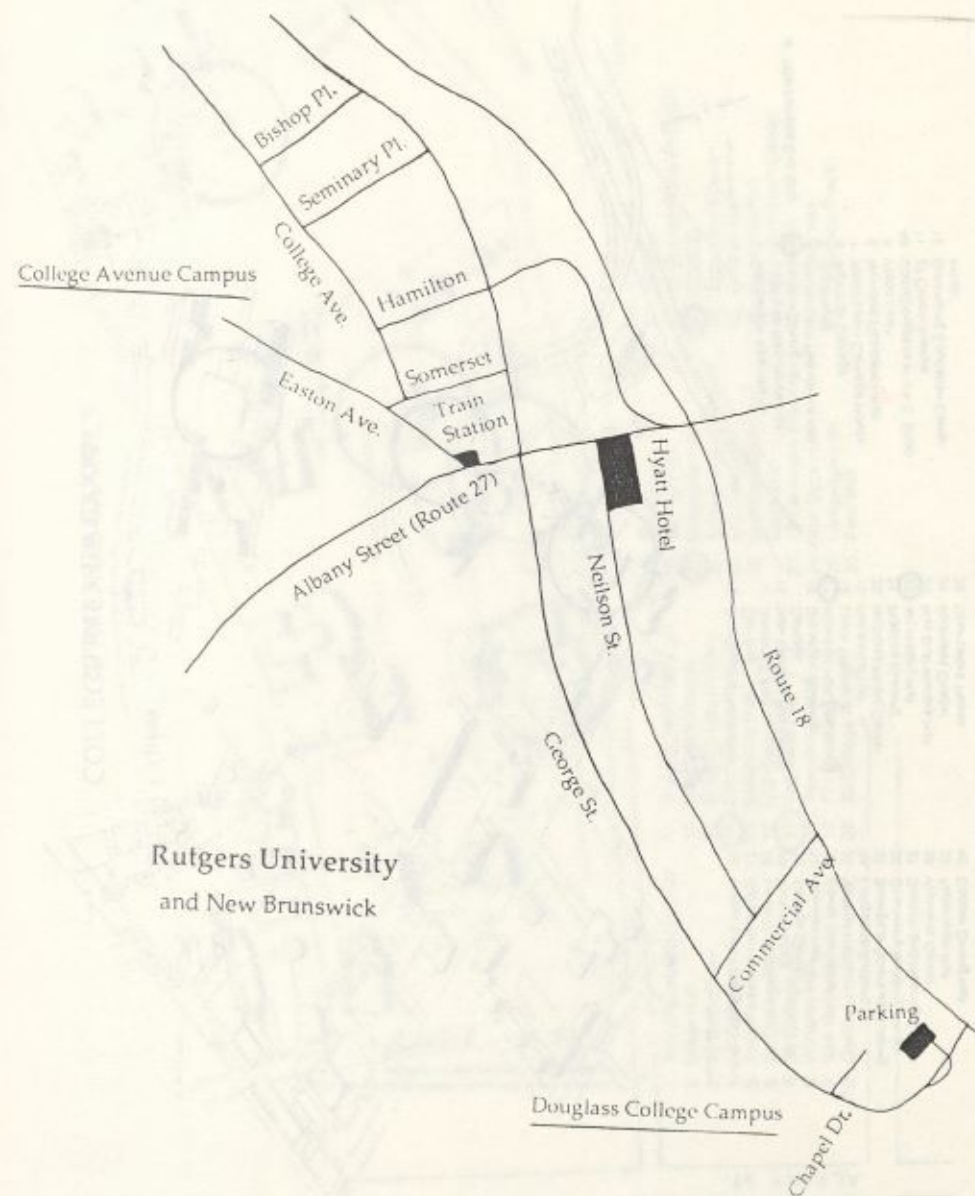 Bishop Pl.
Seminary Pl.
College Ave.
College Avenue Campus
Hamilton
Somerset
Easton Ave.
Train
Station
Albany Street (Route 27)
Hyatt Hotel
Neilson St.
Route 18
George St.
Rutgers University
and New Brunswick
Commercial Ave.
Parking
Douglass College Campus
Chapel Dr.